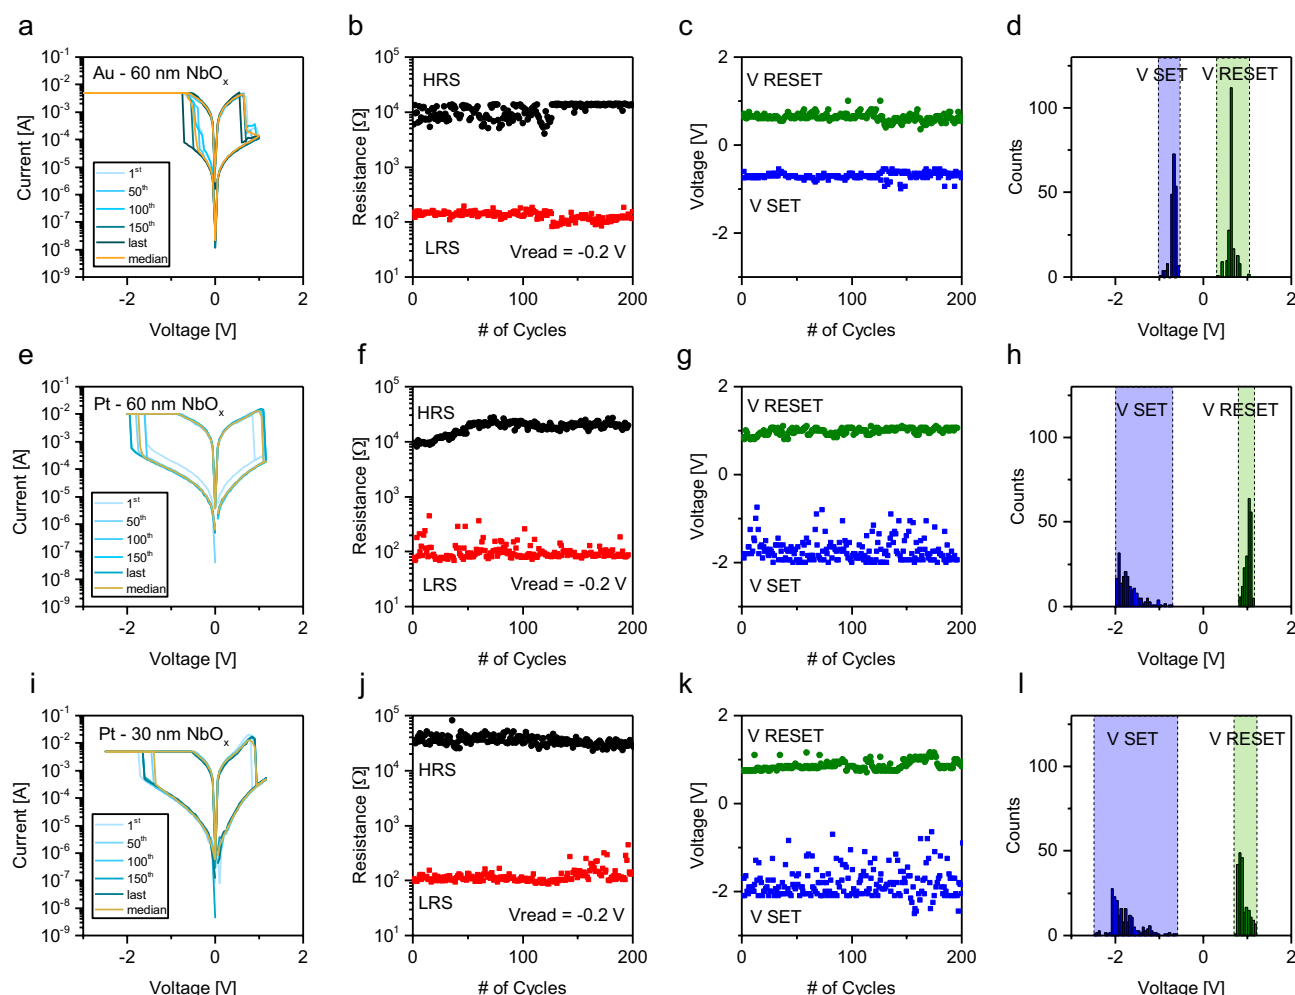 a
b
c
d
10⁻¹
10⁻²
10⁻³
10⁻⁴
10⁻⁵
10⁻⁶
10⁻⁷
10⁻⁸
10⁻⁹
Current [A]
Au - 60 nm NbOₓ
1ˢᵗ
50ᵗʰ
100ᵗʰ
150ᵗʰ
last
median
-2 0 2
Voltage [V]
10⁵
10⁴
10³
10²
10¹
Resistance [Ω]
HRS
LRS
Vread = -0.2 V
0 100 200
# of Cycles
2
0
-2
Voltage [V]
V RESET
V SET
0 100 200
# of Cycles
100
50
0
Counts
V SET V RESET
-2 0 2
Voltage [V]
e
f
g
h
10⁻¹
10⁻²
10⁻³
10⁻⁴
10⁻⁵
10⁻⁶
10⁻⁷
10⁻⁸
10⁻⁹
Current [A]
Pt - 60 nm NbOₓ
1ˢᵗ
50ᵗʰ
100ᵗʰ
150ᵗʰ
last
median
-2 0 2
Voltage [V]
10⁵
10⁴
10³
10²
10¹
Resistance [Ω]
HRS
LRS
Vread = -0.2 V
0 100 200
# of Cycles
2
0
-2
Voltage [V]
V RESET
V SET
0 100 200
# of Cycles
100
50
0
Counts
V SET V RESET
-2 0 2
Voltage [V]
i
j
k
l
10⁻¹
10⁻²
10⁻³
10⁻⁴
10⁻⁵
10⁻⁶
10⁻⁷
10⁻⁸
10⁻⁹
Current [A]
Pt - 30 nm NbOₓ
1ˢᵗ
50ᵗʰ
100ᵗʰ
150ᵗʰ
last
median
-2 0 2
Voltage [V]
10⁵
10⁴
10³
10²
10¹
Resistance [Ω]
HRS
LRS
Vread = -0.2 V
0 100 200
# of Cycles
2
0
-2
Voltage [V]
V RESET
V SET
0 100 200
# of Cycles
100
50
0
Counts
V SET V RESET
-2 0 2
Voltage [V]